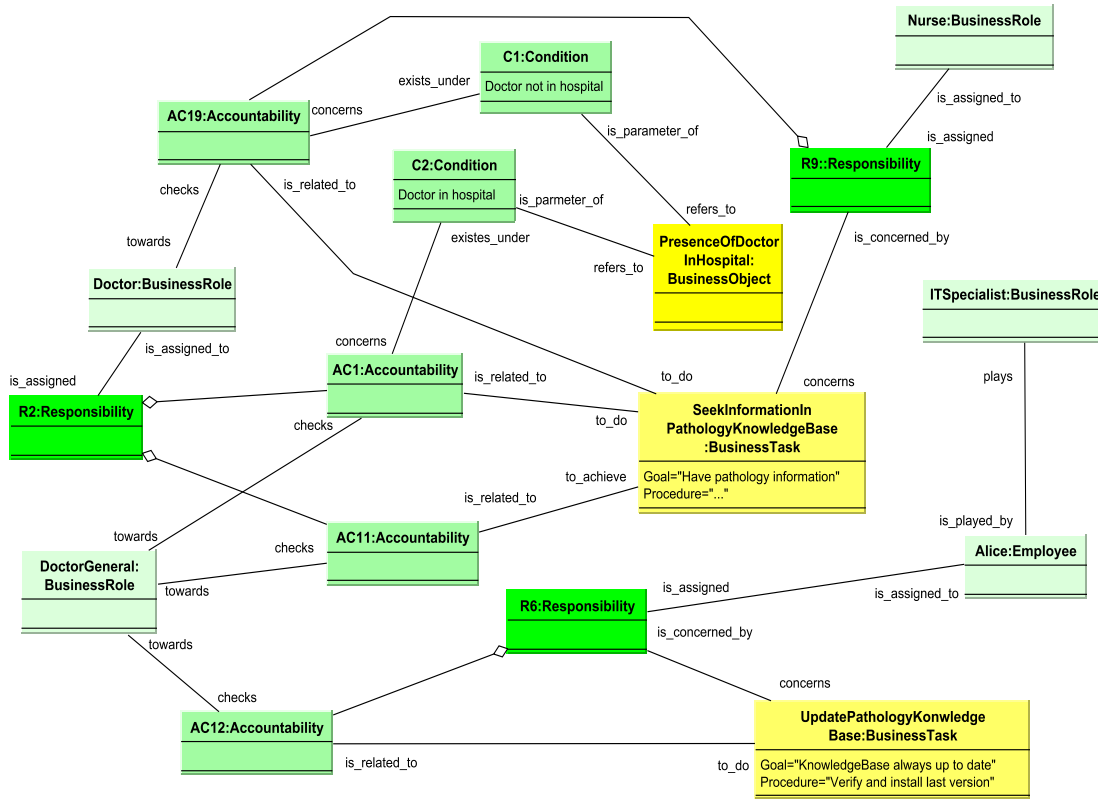 Nurse:BusinessRole
C1:Condition
Doctor not in hospital
exists_under
concerns
is_assigned_to
AC19:Accountability
is_parameter_of
is_assigned
C2:Condition
Doctor in hospital
R9::Responsibility
checks
is_related_to
is_parmeter_of
refers_to
towards
existes_under
PresenceOfDoctor
InHospital:
BusinessObject
is_concerned_by
refers_to
Doctor:BusinessRole
ITSpecialist:BusinessRole
is_assigned_to
concerns
is_assigned
AC1:Accountability
is_related_to
to_do
concerns
plays
R2:Responsibility
SeekInformationIn
PathologyKnowledgeBase
:BusinessTask
checks
to_do
Goal="Have pathology information"
Procedure="..."
to_achieve
is_related_to
is_played_by
towards
checks
AC11:Accountability
Alice:Employee
DoctorGeneral:
BusinessRole
towards
is_assigned
is_assigned_to
R6:Responsibility
is_concerned_by
towards
checks
concerns
AC12:Accountability
UpdatePathologyKonwledge
Base:BusinessTask
is_related_to
to_do
Goal="KnowledgeBase always up to date"
Procedure="Verify and install last version"